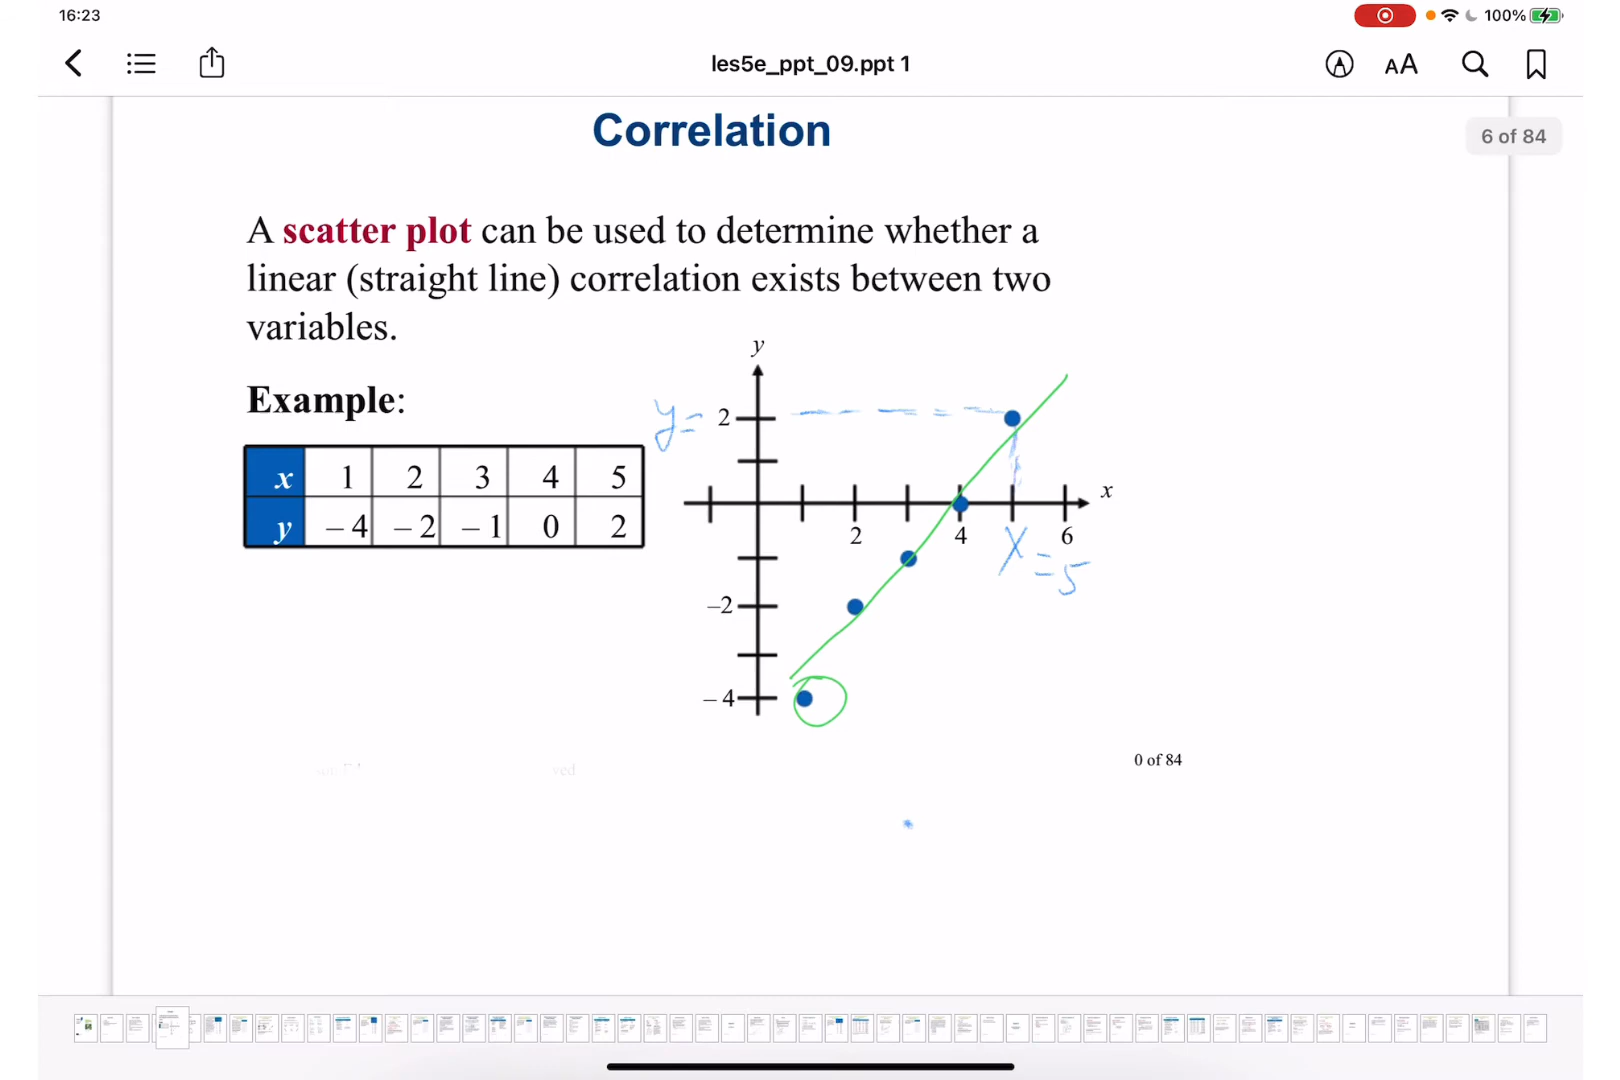 16:23
100%
les5e_ppt_09.ppt 1
AA
Correlation
6 of 84
A scatter plot can be used to determine whether a
linear (straight line) correlation exists between two
variables.
Example:
x 1 2 3 4 5
y – 4 – 2 – 1 0 2
y
y= 2
x
2 4 6
x=5
–2
– 4
0 of 84
ved